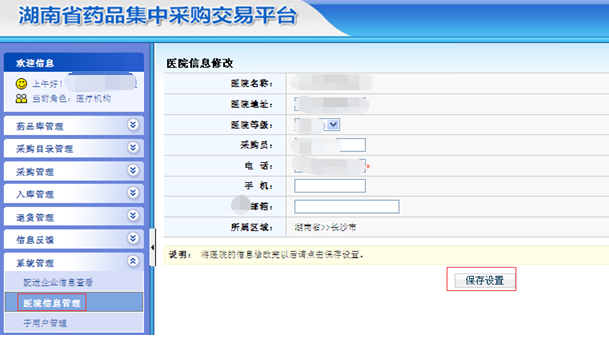 湖南省药品集中采购交易平台
欢迎信息
上午好！
当前角色：医疗机构
药品库管理
采购目录管理
采购管理
入库管理
退货管理
信息反馈
系统管理
配送企业信息查看
医院信息管理
子用户管理
医院信息修改
医院名称：
医院地址：
医院等级：
采购员：
电 话：
*
手 机：
邮箱：
所属区域： 湖南省>>长沙市
说明： 将医院的信息修改完以后请点击保存设置。
保存设置